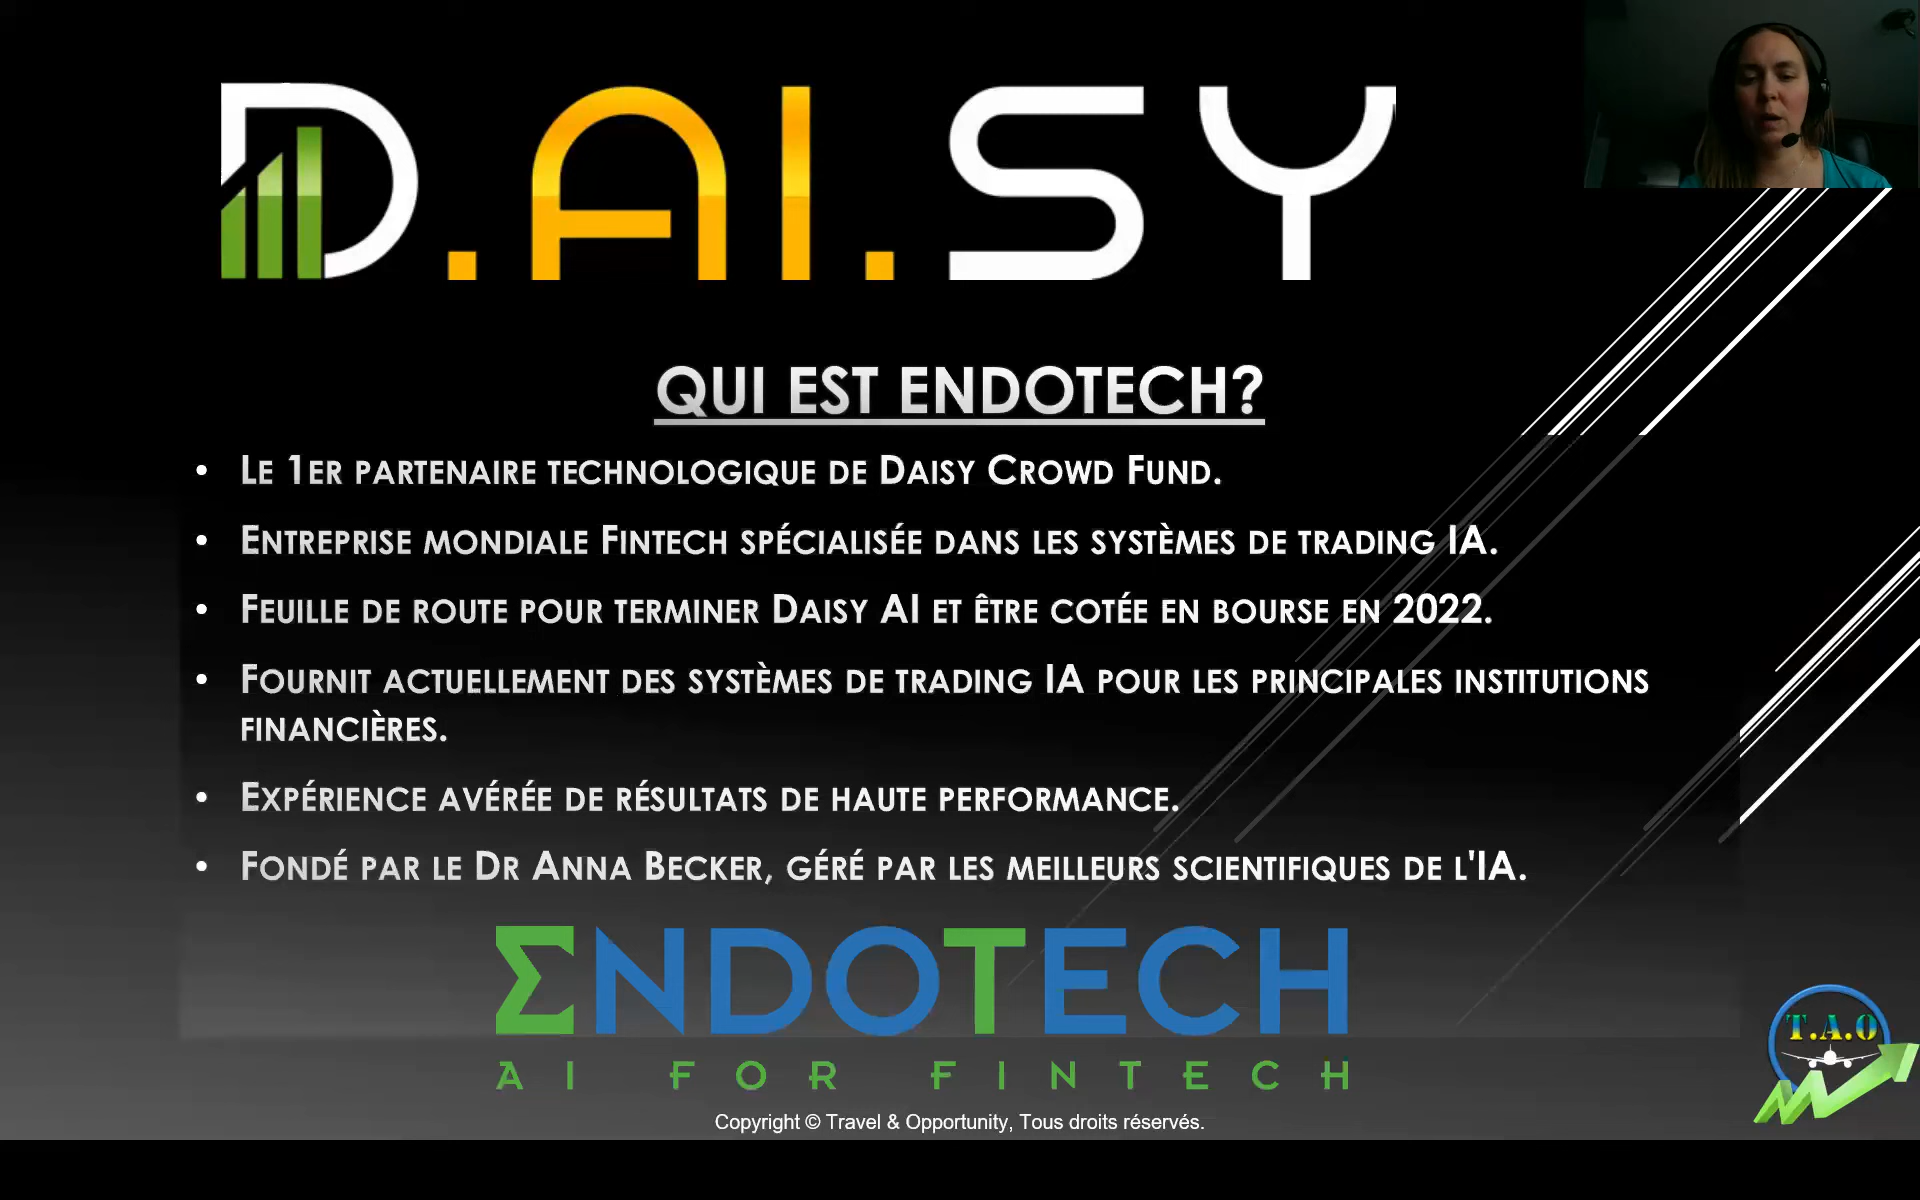 D.AI.SY
QUI EST ENDOTECH?
• Le 1er partenaire technologique de Daisy Crowd Fund.
• Entreprise mondiale Fintech spécialisée dans les systèmes de trading IA.
• Feuille de route pour terminer Daisy AI et être cotée en bourse en 2022.
• Fournit actuellement des systèmes de trading IA pour les principales institutions
financières.
• Expérience avérée de résultats de haute performance.
• Fondé par le Dr Anna Becker, géré par les meilleurs scientifiques de l'IA.
ΣNDOTECH
AI FOR FINTECH
T.A.O
Copyright © Travel & Opportunity, Tous droits réservés.